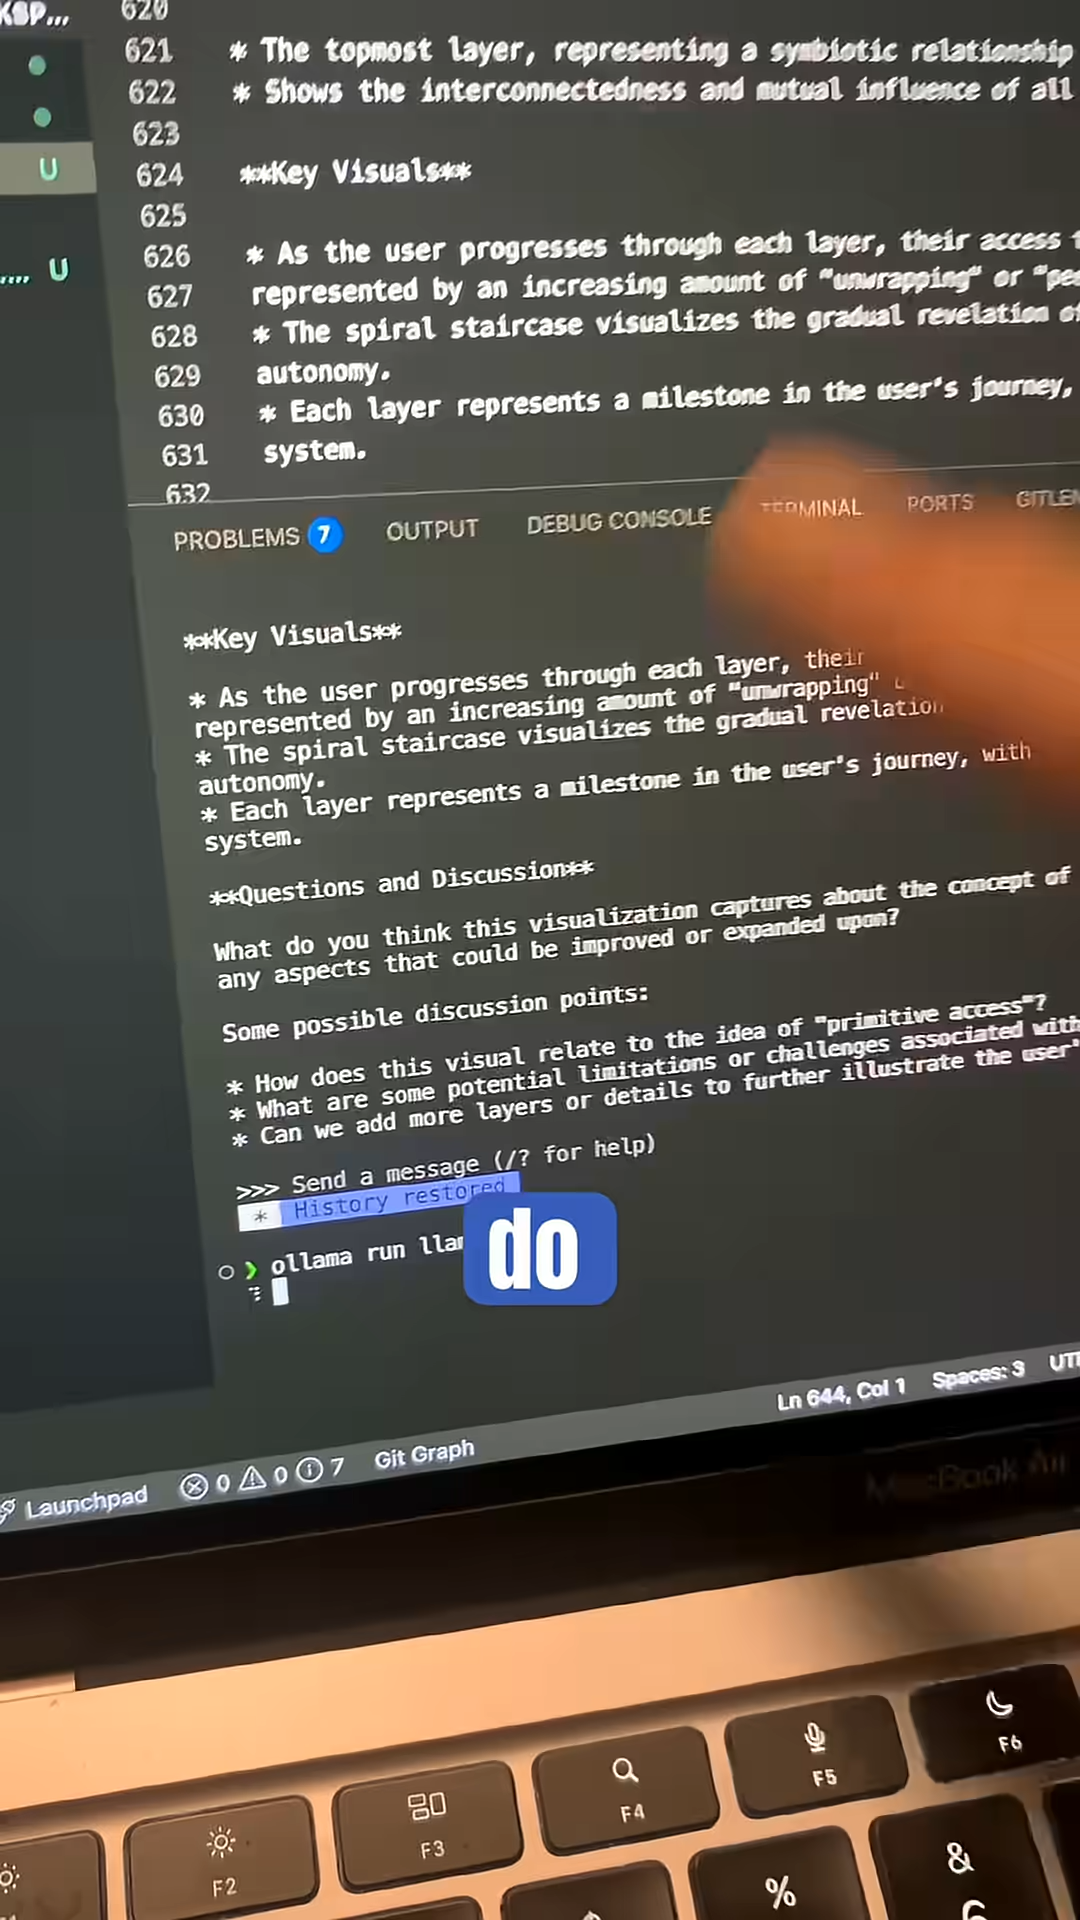 KSP...
620
621 * The topmost layer, representing a symbiotic relationship
622 * Shows the interconnectedness and mutual influence of all
623
U
624 **Key Visuals**
625
626 * As the user progresses through each layer, their access
.... U
627 represented by an increasing amount of "unwrapping" or
628 * The spiral staircase visualizes the gradual revelation of
629 autonomy.
630 * Each layer represents a milestone in the user's journey,
631 system.
632
PROBLEMS 7 OUTPUT DEBUG CONSOLE TERMINAL PORTS
**Key Visuals**
* As the user progresses through each layer, their
represented by an increasing amount of "unwrapping"
* The spiral staircase visualizes the gradual revelation
autonomy.
* Each layer represents a milestone in the user's journey, with
system.
**Questions and Discussion**
What do you think this visualization captures about the concept of
any aspects that could be improved or expanded upon?
Some possible discussion points:
* How does this visual relate to the idea of "primitive access"?
* What are some potential limitations or challenges associated with
* Can we add more layers or details to further illustrate the user'
>>> Send a message (/? for help)
* History restored
❯ ollama run
do
Ln 644, Col 1 Spaces: 3
Launchpad 0 0 7 Git Graph
MacBook Air
F2
F3
F4
F5
F6
%
&